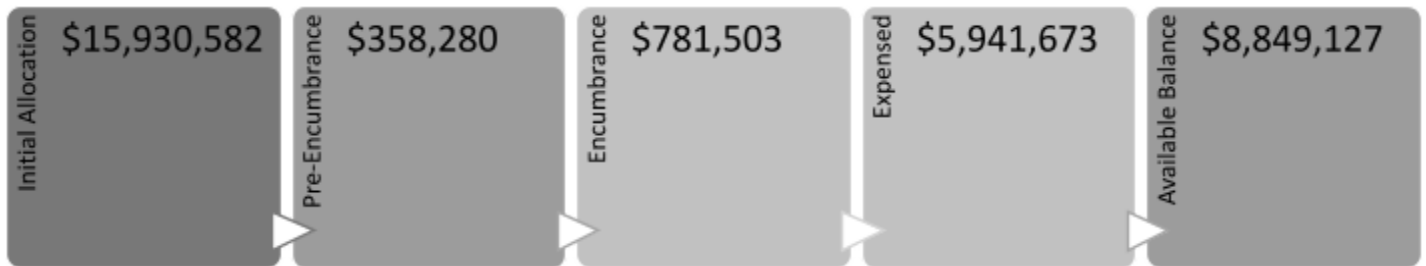 Initial Allocation
$15,930,582
Pre-Encumbrance
$358,280
Encumbrance
$781,503
Expensed
$5,941,673
Available Balance
$8,849,127